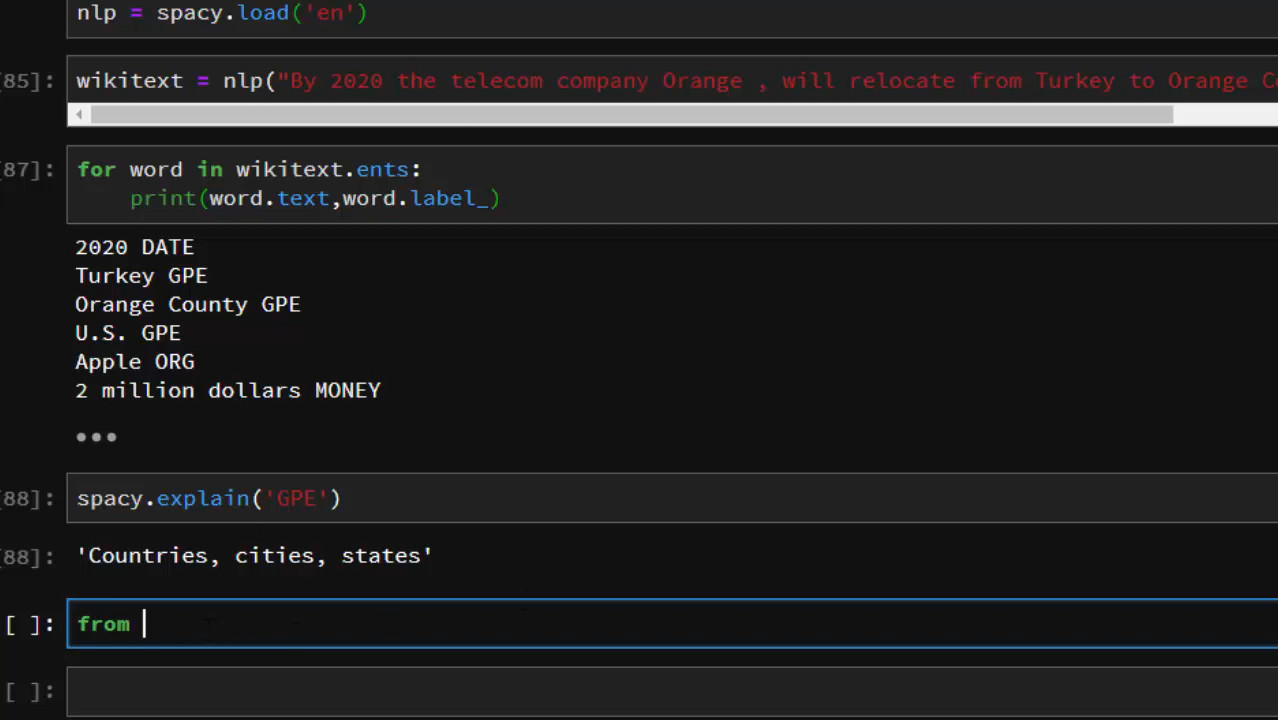 nlp = spacy.load('en')
[85]: wikitext = nlp("By 2020 the telecom company Orange , will relocate from Turkey to Orange Co
[87]: for word in wikitext.ents:
print(word.text,word.label_)
2020 DATE
Turkey GPE
Orange County GPE
U.S. GPE
Apple ORG
2 million dollars MONEY
•••
[88]: spacy.explain('GPE')
[88]: 'Countries, cities, states'
[ ]: from
[ ]: